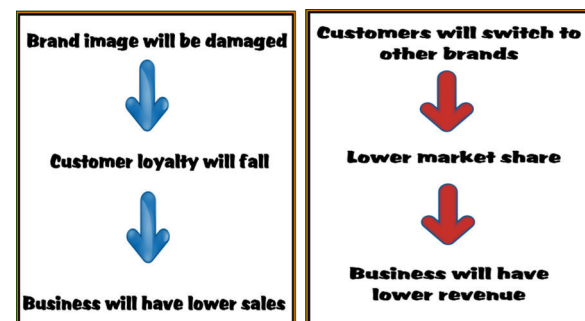 Brand image will be damaged
Customer loyalty will fall
Business will have lower sales
Customers will switch to
other brands
Lower market share
Business will have
lower revenue